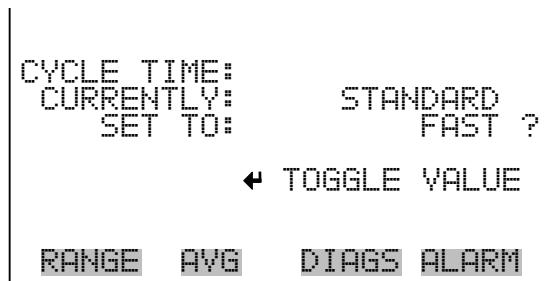 CYCLE TIME:
CURRENTLY: STANDARD
SET TO: FAST ?
↵ TOGGLE VALUE
RANGE AVG DIAGS ALARM